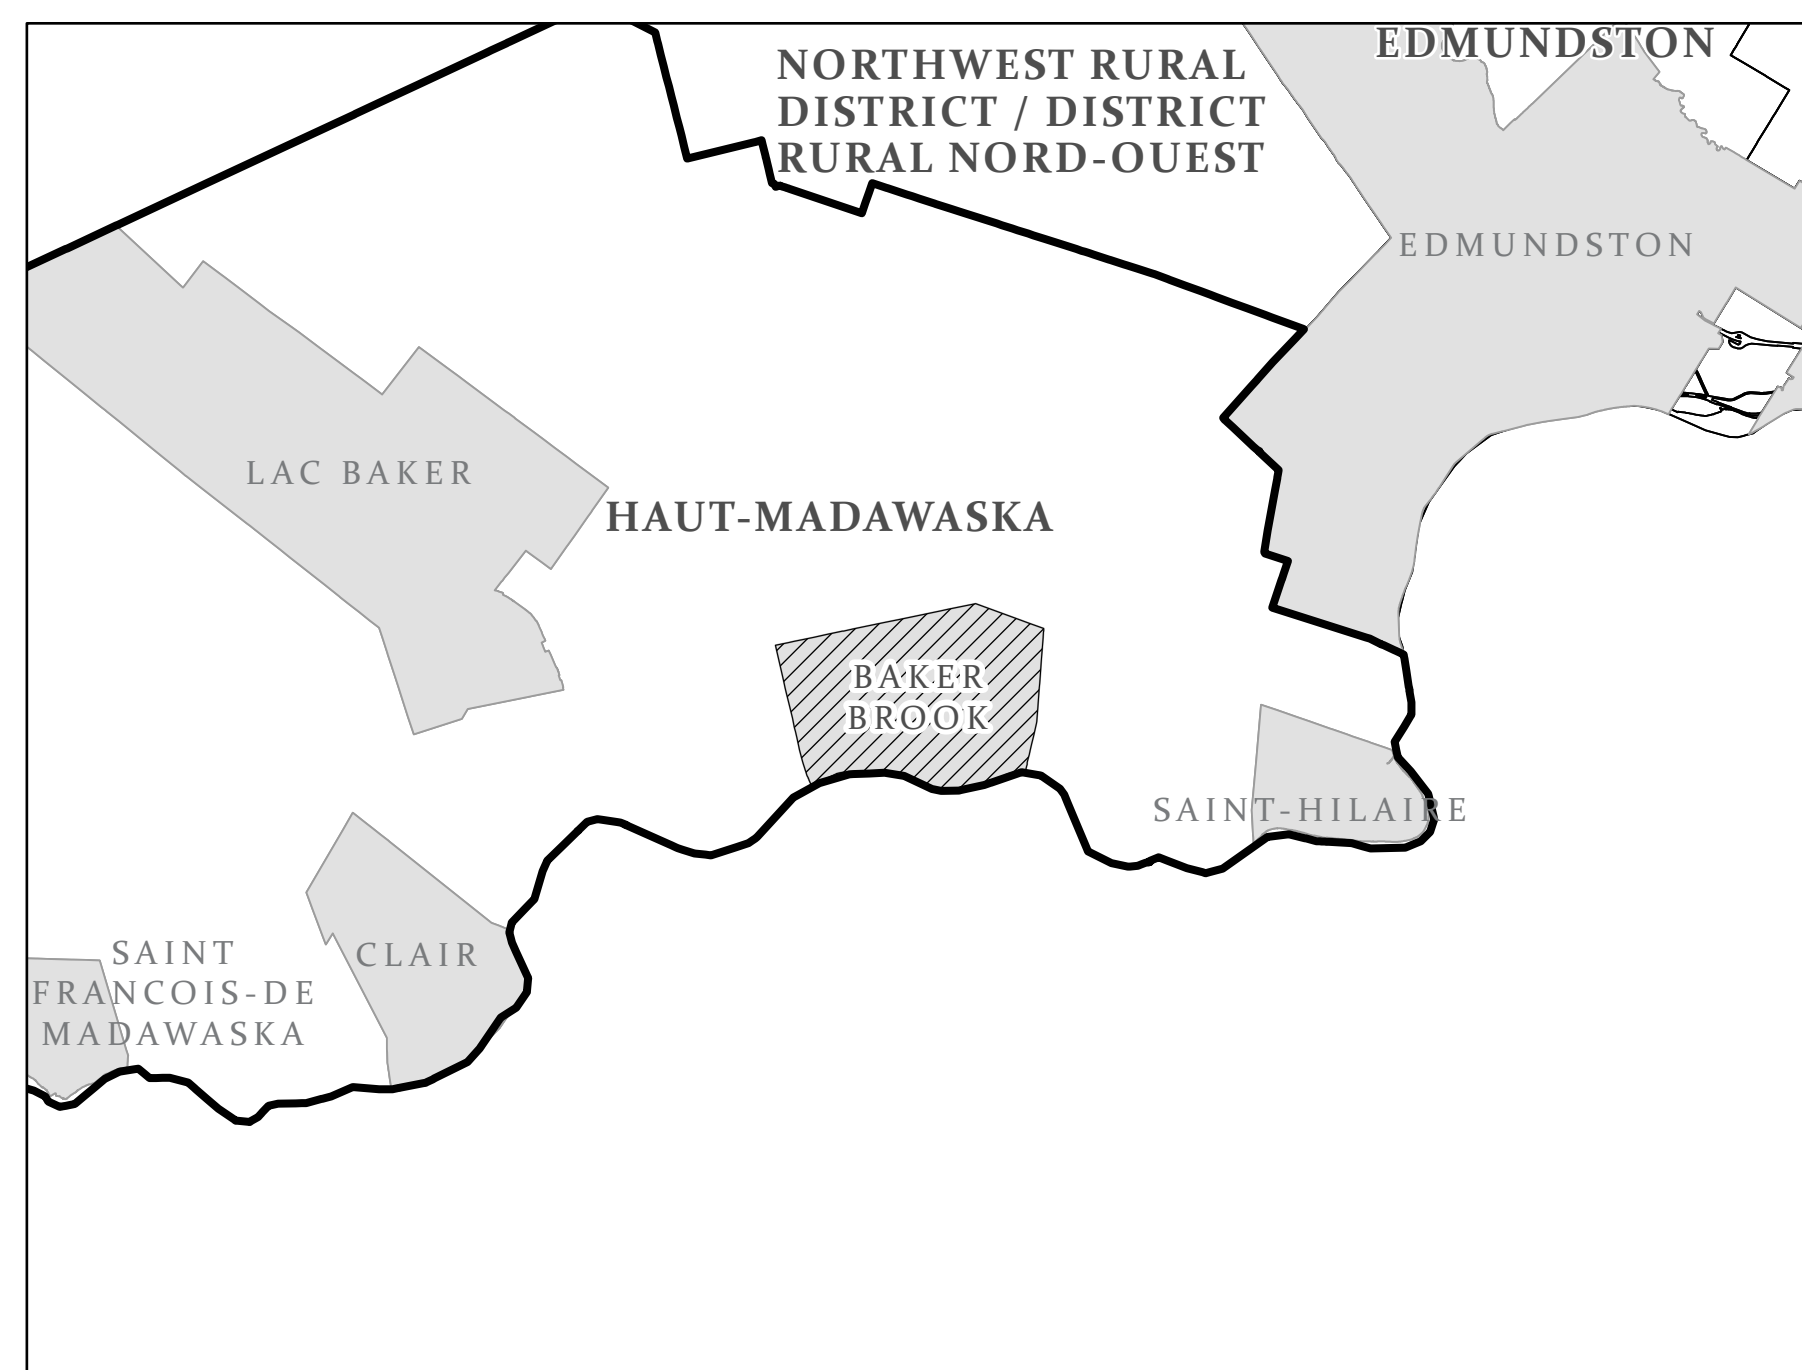 EDMUNDSTON
NORTHWEST RURAL
DISTRICT / DISTRICT
RURAL NORD-OUEST
EDMUNDSTON
LAC BAKER
HAUT-MADAWASKA
BAKER
BROOK
SAINT-HILAIRE
SAINT
FRANCOIS-DE
MADAWASKA
CLAIR